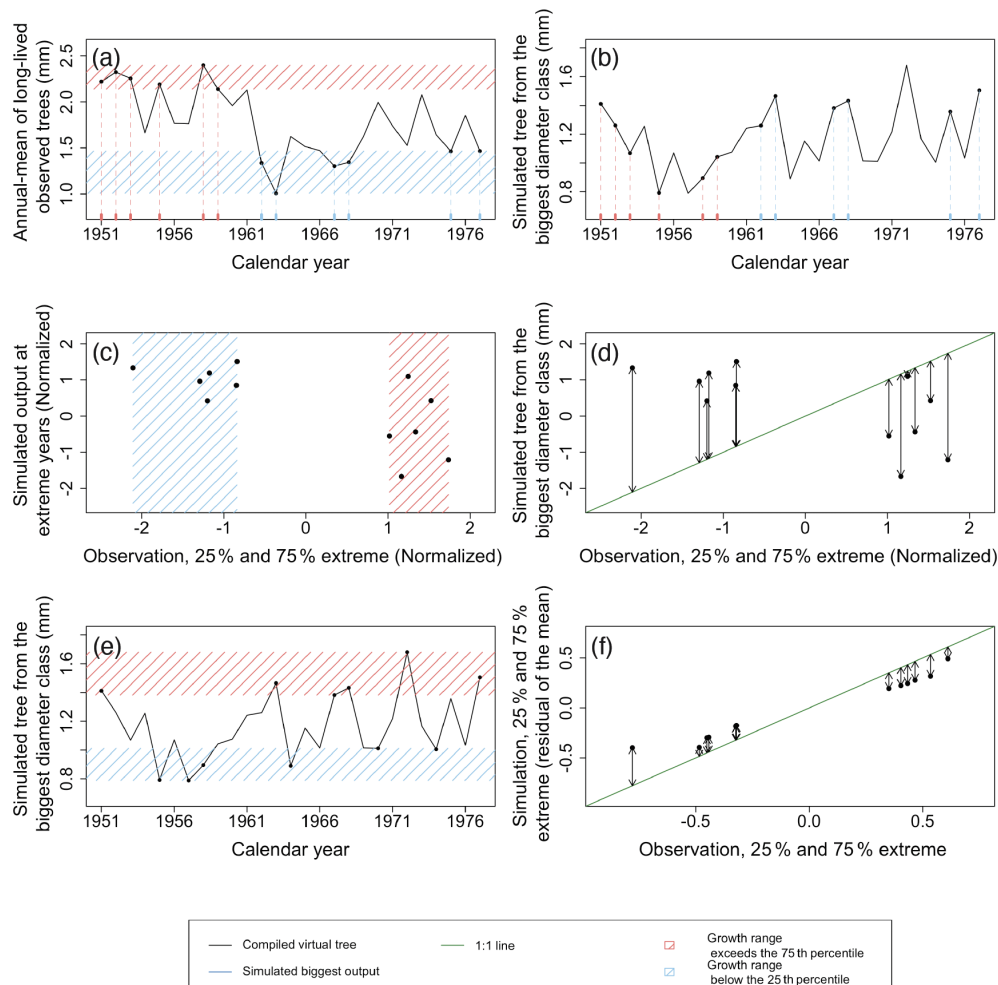 (a)
Annual-mean of long-lived
observed trees (mm)
2.5
2.0
1.5
1.0
1951 1956 1961 1966 1971 1976
Calendar year
(b)
Simulated tree from the
biggest diameter class (mm)
1.6
1.2
0.8
1951 1956 1961 1966 1971 1976
Calendar year
(c)
Simulated output at
extreme years (Normalized)
2
1
0
-1
-2
-2 -1 0 1 2
Observation, 25 % and 75 % extreme (Normalized)
(d)
Simulated tree from the
biggest diameter class (mm)
2
1
0
-1
-2
-2 -1 0 1 2
Observation, 25 % and 75 % extreme (Normalized)
(e)
Simulated tree from the
biggest diameter class (mm)
1.6
1.2
0.8
1951 1956 1961 1966 1971 1976
Calendar year
(f)
Simulation, 25 % and 75 %
extreme (residual of the mean)
0.5
0.0
-0.5
-0.5 0.0 0.5
Observation, 25 % and 75 % extreme
Compiled virtual tree
Simulated biggest output
1:1 line
Growth range
exceeds the 75 th percentile
Growth range
below the 25 th percentile